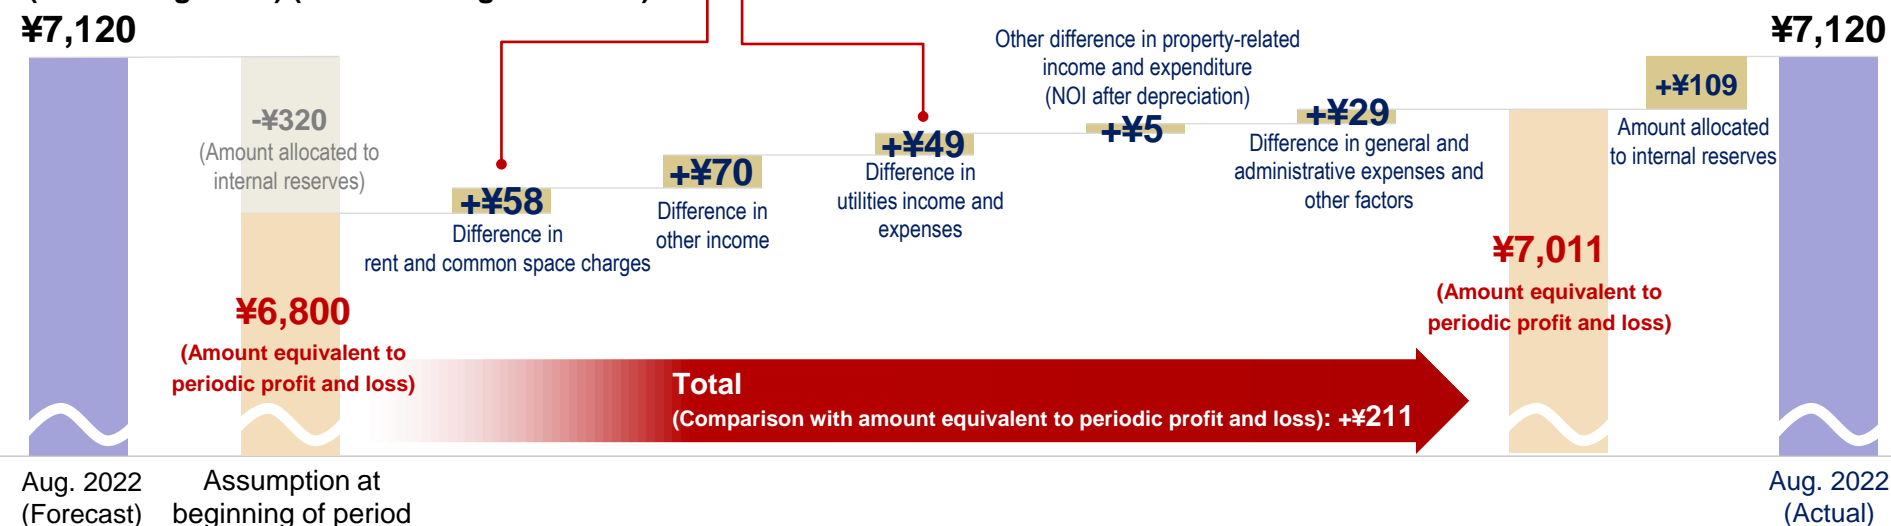 ¥7,120
-¥320
(Amount allocated to
internal reserves)
¥6,800
(Amount equivalent to
periodic profit and loss)
+¥58
Difference in
rent and common space charges
+¥70
Difference in
other income
+¥49
Difference in
utilities income and
expenses
Other difference in property-related
income and expenditure
(NOI after depreciation)
+¥5
+¥29
Difference in general and
administrative expenses and
other factors
¥7,011
(Amount equivalent to
periodic profit and loss)
+¥109
Amount allocated
to internal reserves
¥7,120
Total
(Comparison with amount equivalent to periodic profit and loss): +¥211
Aug. 2022
(Forecast)
Assumption at
beginning of period
Aug. 2022
(Actual)